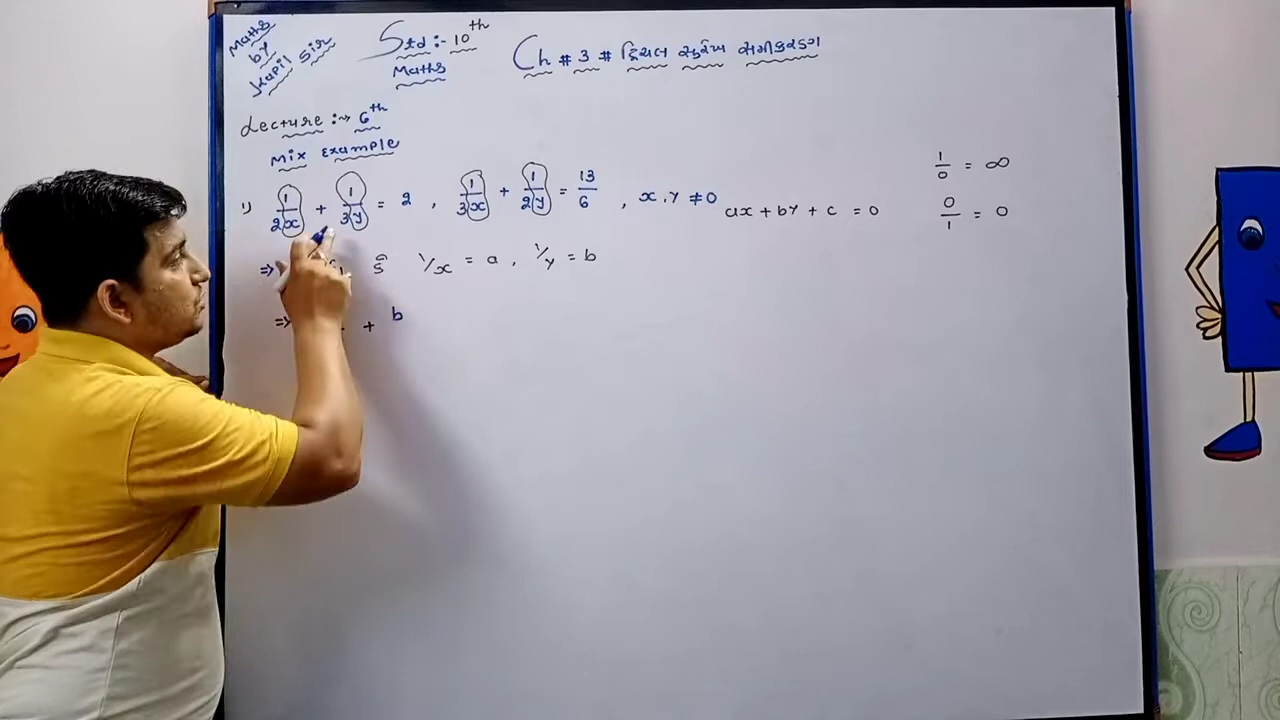 Maths
by
Kapil Sir
Std :- 10th
Maths
Ch # 3 # દ્વિચલ સુરેખ સમીકરણ
Lecture :→ 6th
Mix Example
1) 1/2x + 1/3y = 2 , 1/3x + 1/2y = 13/6 , x, y ≠ 0
ax + by + c = 0
1/0 = ∞
0/1 = 0
⇒ 1/x = a , 1/y = b
⇒ + b